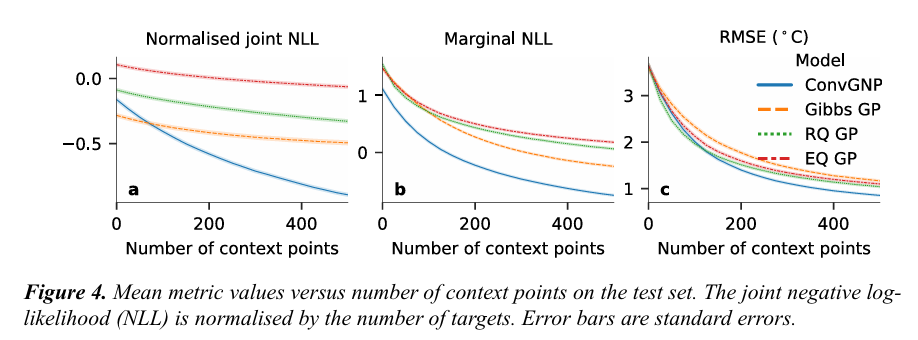 Normalised joint NLL
Marginal NLL
RMSE (°C)
Model
ConvGNP
Gibbs GP
RQ GP
EQ GP
0.0
−0.5
a
0 200 400
Number of context points
1
0
b
0 200 400
Number of context points
3
2
1
c
0 200 400
Number of context points
Figure 4. Mean metric values versus number of context points on the test set. The joint negative log-
likelihood (NLL) is normalised by the number of targets. Error bars are standard errors.